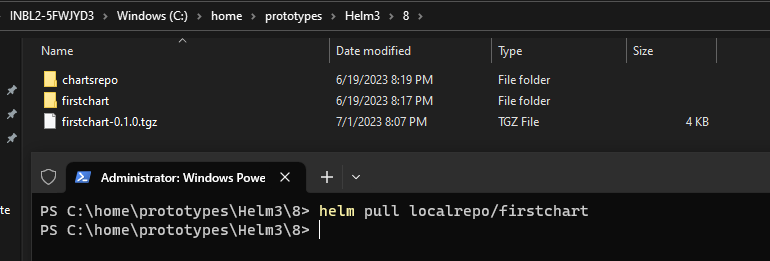 INBL2-5FWJYD3 > Windows (C:) > home > prototypes > Helm3 > 8 >
Name Date modified Type Size
chartsrepo 6/19/2023 8:19 PM File folder
firstchart 6/19/2023 8:17 PM File folder
firstchart-0.1.0.tgz 7/1/2023 8:07 PM TGZ File 4 KB
te
Administrator: Windows Powe
PS C:\home\prototypes\Helm3\8> helm pull localrepo/firstchart
PS C:\home\prototypes\Helm3\8>